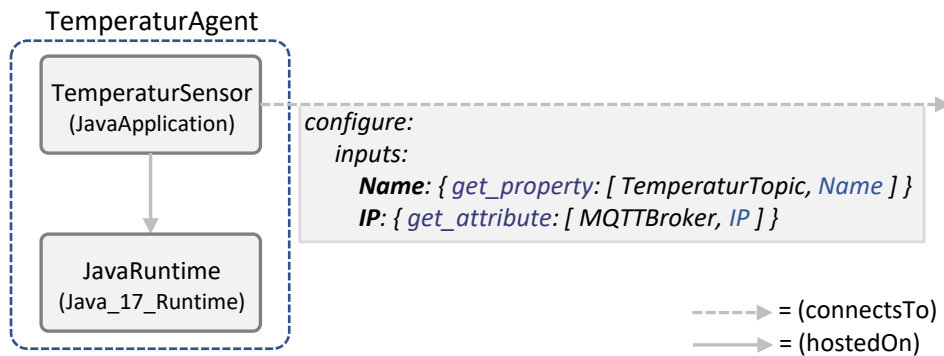 TemperaturAgent
TemperaturSensor
(JavaApplication)
configure:
inputs:
Name: { get_property: [ TemperaturTopic, Name ] }
IP: { get_attribute: [ MQTTBroker, IP ] }
JavaRuntime
(Java_17_Runtime)
= (connectsTo)
= (hostedOn)